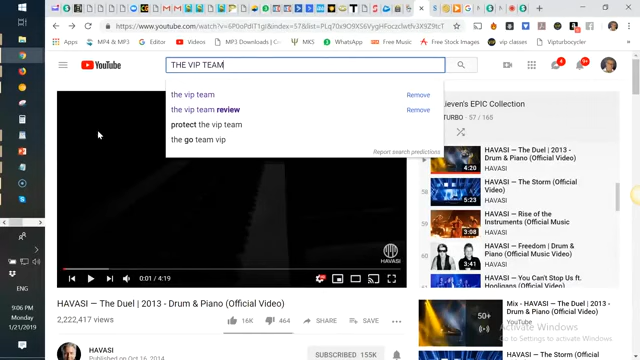 https://www.youtube.com/watch?v=6P0oPdIT1gI&index=57&list=PLq70x9OXS6VygHFoczclwtfv3X9Z9tcT
Apps
MP4 & MP3
Editor
Videos
MP3 Downloads
MKS
WhatsApp
Free Music
Free Stock Images
vip classes
Vipturbocycler
YouTube
THE VIP TEAM
4
9+
the vip team Remove
the vip team review Remove
protect the vip team
the go team vip
Report search predictions
Lieven's EPIC Collection
TURBO · 57 / 165
HAVASI — The Duel | 2013 -
Drum & Piano (Official Video)
HAVASI
4:20
HAVASI — The Storm (Official
Video)
HAVASI
5:23
HAVASI — Rise of the
Instruments (Official Music
HAVASI
3:08
60
HAVASI — Freedom | Drum &
Piano (Official Video)
HAVASI
3:41
HAVASI — You Can't Stop Us ft.
Hooligans (Official Video)
HAVASI
0:01 / 4:19
HAVASI — The Duel | 2013 - Drum & Piano (Official Video)
2,222,417 views
16K
464
SHARE
SAVE
HAVASI
Published on Oct 16, 2014
SUBSCRIBED 155K
50+
Mix - HAVASI — The Duel | 2013 -
Drum & Piano (Official Video)
YouTube
Activate Windows
Go to Settings to activate Windows.
HAVASI — The Storm (Official
ENG
9:06 PM
Monday
1/21/2019